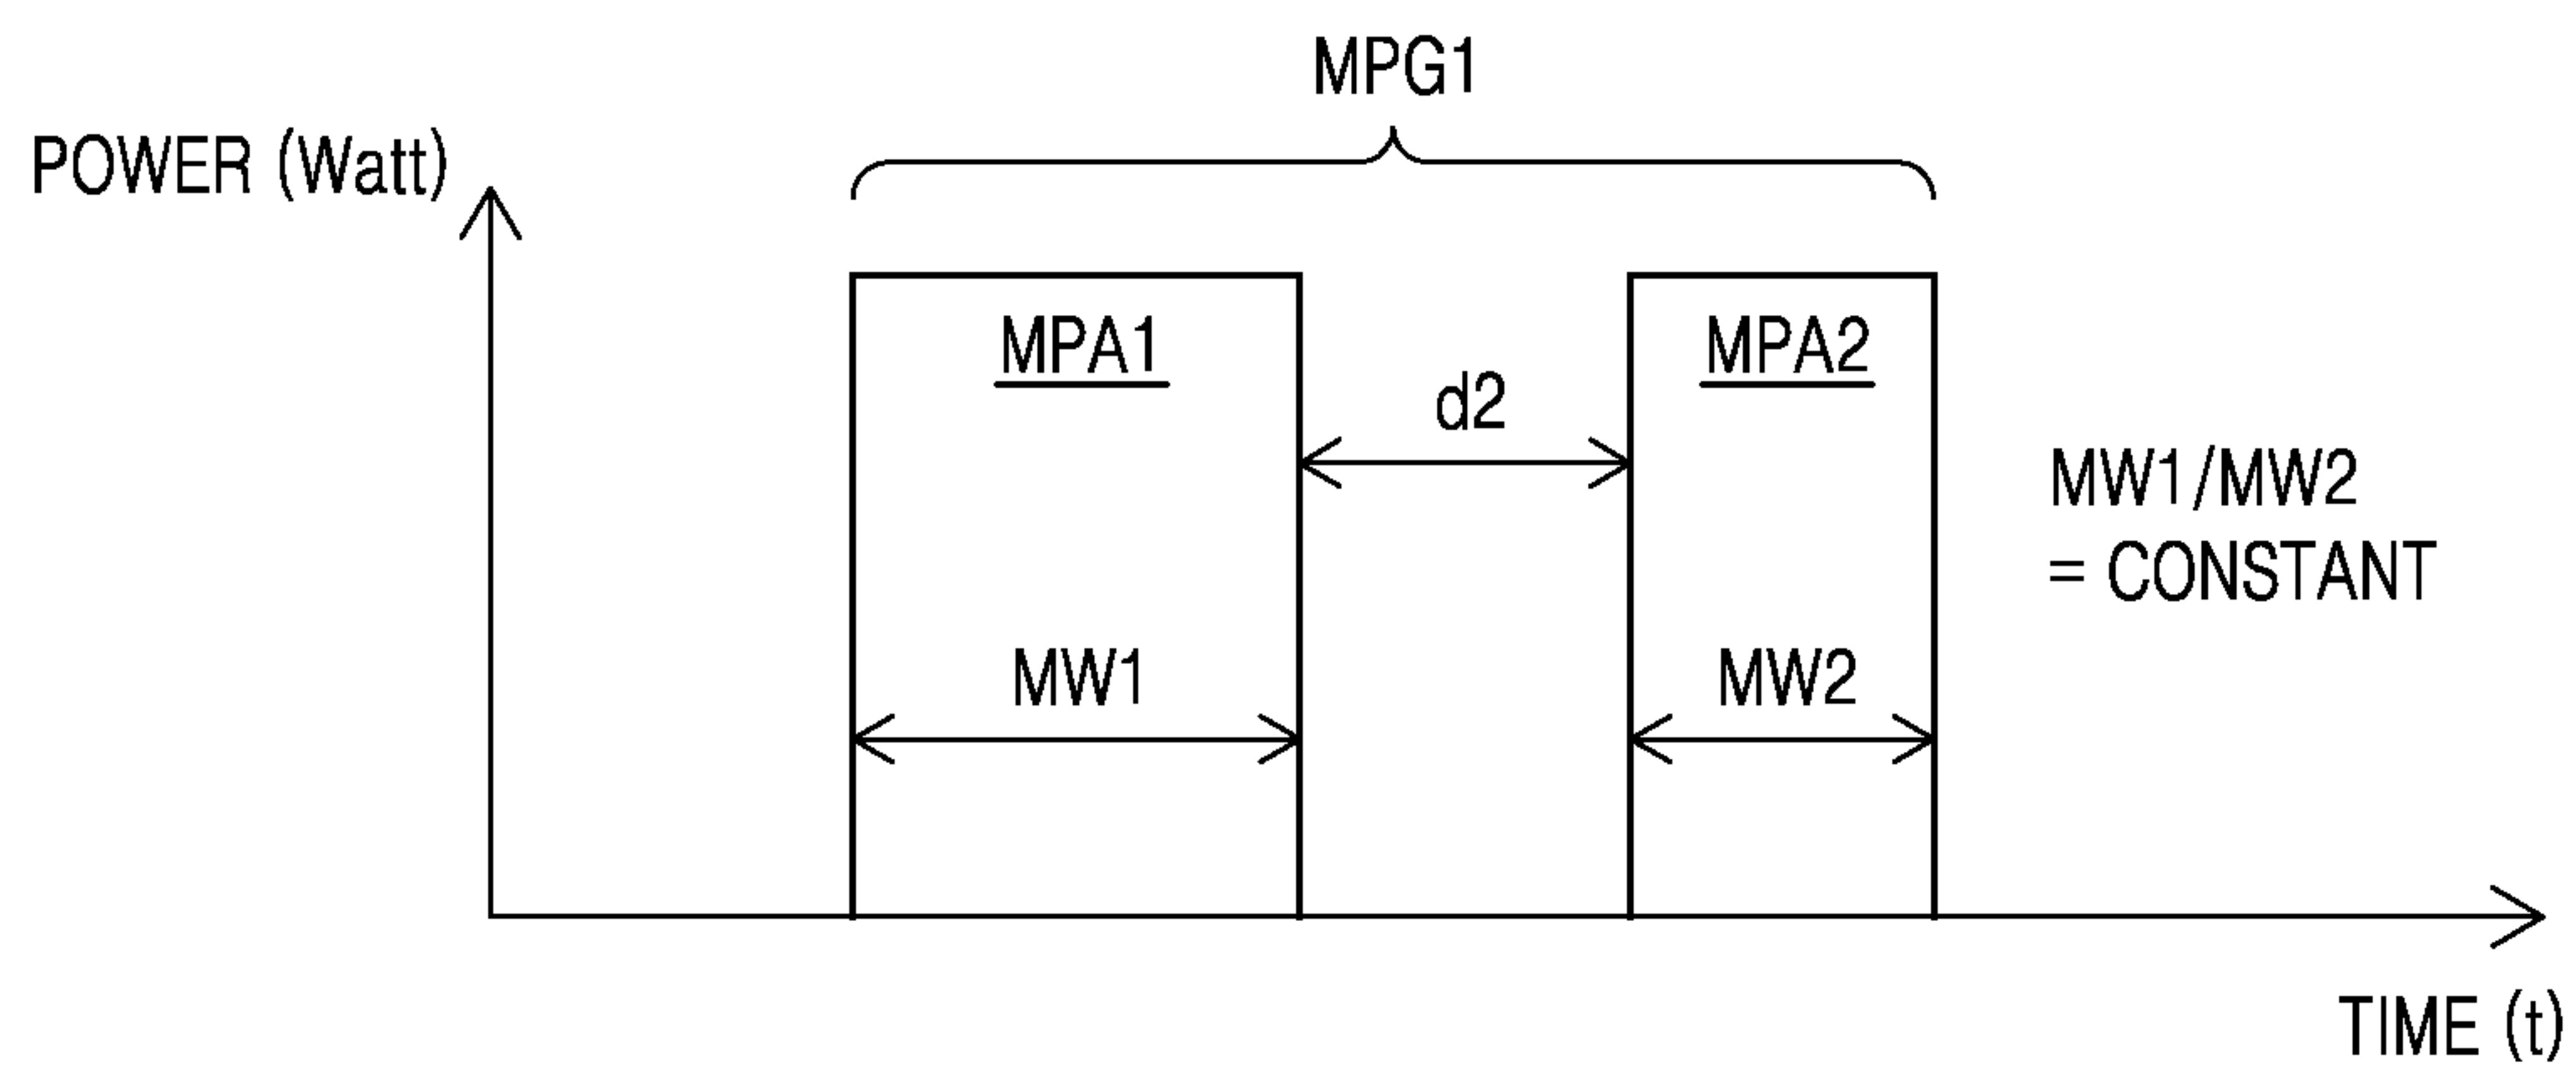 MPG1
POWER (Watt)
MPA1
MPA2
d2
MW1/MW2
= CONSTANT
MW1
MW2
TIME (t)